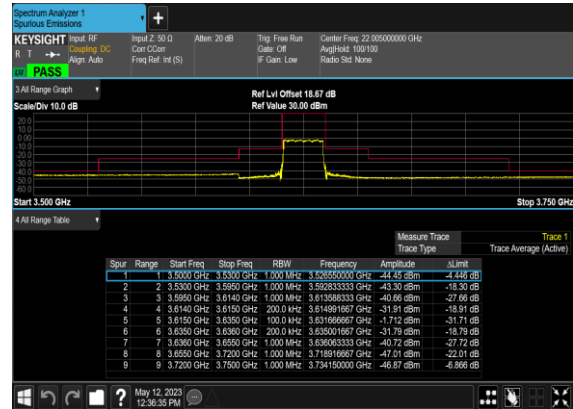 Spectrum Analyzer 1
Spurious Emissions
KEYSIGHT Input: RF Input Z: 50 Ω Atten: 20 dB Trig: Free Run Center Freq: 22.005000000 GHz
R T Coupling: DC Corr CCorr Gate: Off Avg|Hold: 100/100
Align: Auto Freq Ref: Int (S) IF Gain: Low Radio Std: None
LXI PASS
3 All Range Graph
Ref Lvl Offset 18.67 dB
Scale/Div 10.0 dB Ref Value 30.00 dBm
20.0
10.0
0.00
-10.0
-20.0
-30.0
-40.0
-50.0
-60.0
Start 3.500 GHz Stop 3.750 GHz
4 All Range Table
Measure Trace Trace 1
Trace Type Trace Average (Active)
Spur Range Start Freq Stop Freq RBW Frequency Amplitude ΔLimit
1 1 3.5000 GHz 3.5300 GHz 1.000 MHz 3.526550000 GHz -44.45 dBm -4.446 dB
2 2 3.5300 GHz 3.5950 GHz 1.000 MHz 3.592833333 GHz -43.30 dBm -18.30 dB
3 3 3.5950 GHz 3.6140 GHz 1.000 MHz 3.613588333 GHz -40.66 dBm -27.66 dB
4 4 3.6140 GHz 3.6150 GHz 200.0 kHz 3.614991667 GHz -31.91 dBm -18.91 dB
5 5 3.6150 GHz 3.6350 GHz 100.0 kHz 3.631666667 GHz -1.712 dBm -31.71 dB
6 6 3.6350 GHz 3.6360 GHz 200.0 kHz 3.635001667 GHz -31.79 dBm -18.79 dB
7 7 3.6360 GHz 3.6550 GHz 1.000 MHz 3.636063333 GHz -40.72 dBm -27.72 dB
8 8 3.6550 GHz 3.7200 GHz 1.000 MHz 3.718916667 GHz -47.01 dBm -22.01 dB
9 9 3.7200 GHz 3.7500 GHz 1.000 MHz 3.734150000 GHz -46.87 dBm -6.866 dB
May 12, 2023
12:36:35 PM